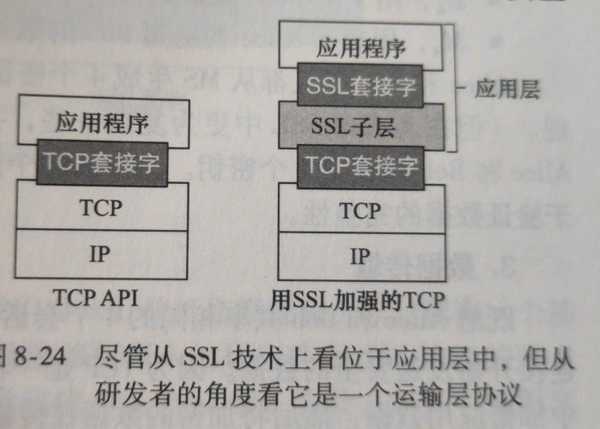 应用程序
TCP套接字
TCP
IP
TCP API
应用程序
SSL套接字
SSL子层
TCP套接字
TCP
IP
用SSL加强的TCP
应用层
8-24 尽管从 SSL 技术上看位于应用层中，但从
研发者的角度看它是一个运输层协议